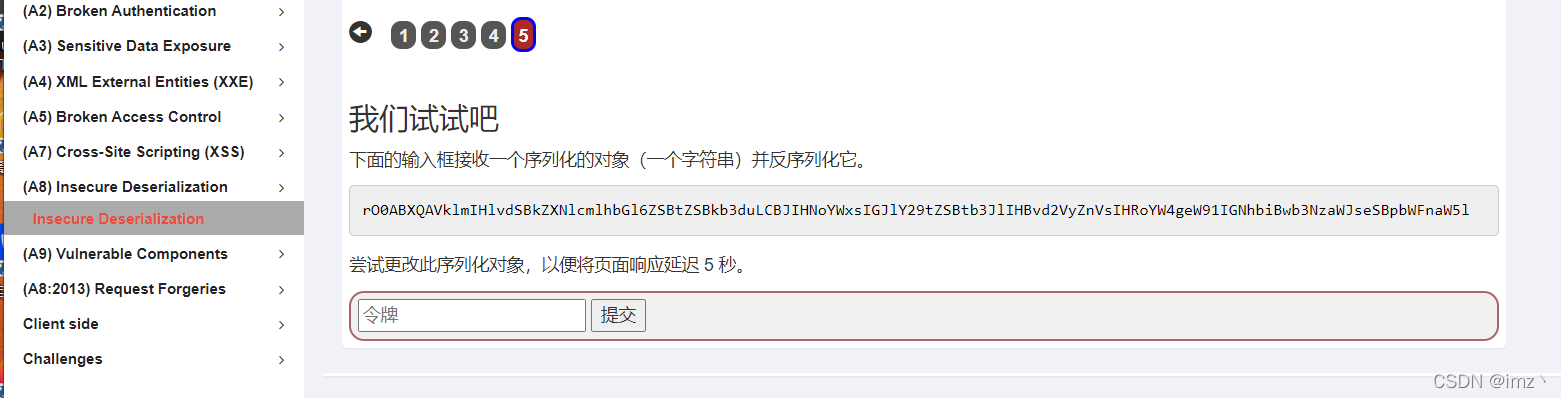 (A2) Broken Authentication
(A3) Sensitive Data Exposure
(A4) XML External Entities (XXE)
(A5) Broken Access Control
(A7) Cross-Site Scripting (XSS)
(A8) Insecure Deserialization
Insecure Deserialization
(A9) Vulnerable Components
(A8:2013) Request Forgeries
Client side
Challenges
1 2 3 4 5
我们试试吧
下面的输入框接收一个序列化的对象（一个字符串）并反序列化它。
rO0ABXQAVklmIHlvdSBkZXNlcmlhbGl6ZSBtZSBkb3duLCBJIHNoYWxsIGJlY29tZSBtb3JlIHBvd2VyZnVsIHRoYW4geW91IGNhbiBwb3NzaWJseSBpbWFnaW5l
尝试更改此序列化对象，以便将页面响应延迟 5 秒。
令牌 提交
CSDN @imz丶